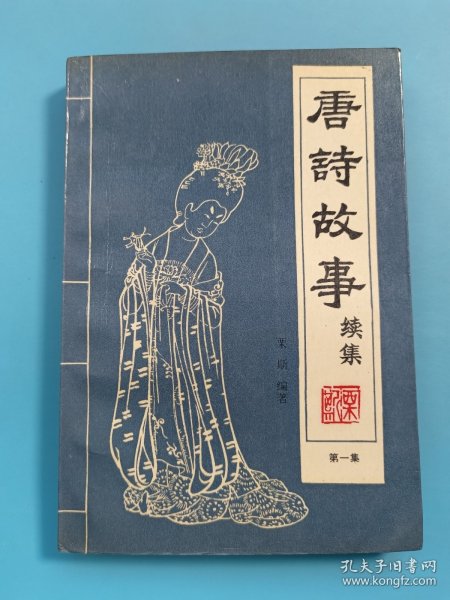 唐詩故事
续集
第一集
栗斯 编著
孔夫子旧书网
www.kongfz.com